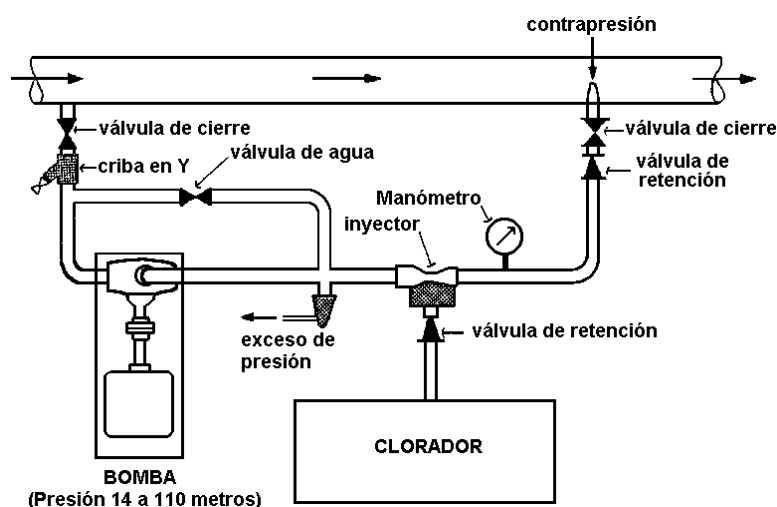 contrapresión
válvula de cierre
válvula de cierre
criba en Y
válvula de agua
válvula de
retención
Manómetro
inyector
exceso de
presión
válvula de retención
CLORADOR
BOMBA
(Presión 14 a 110 metros)